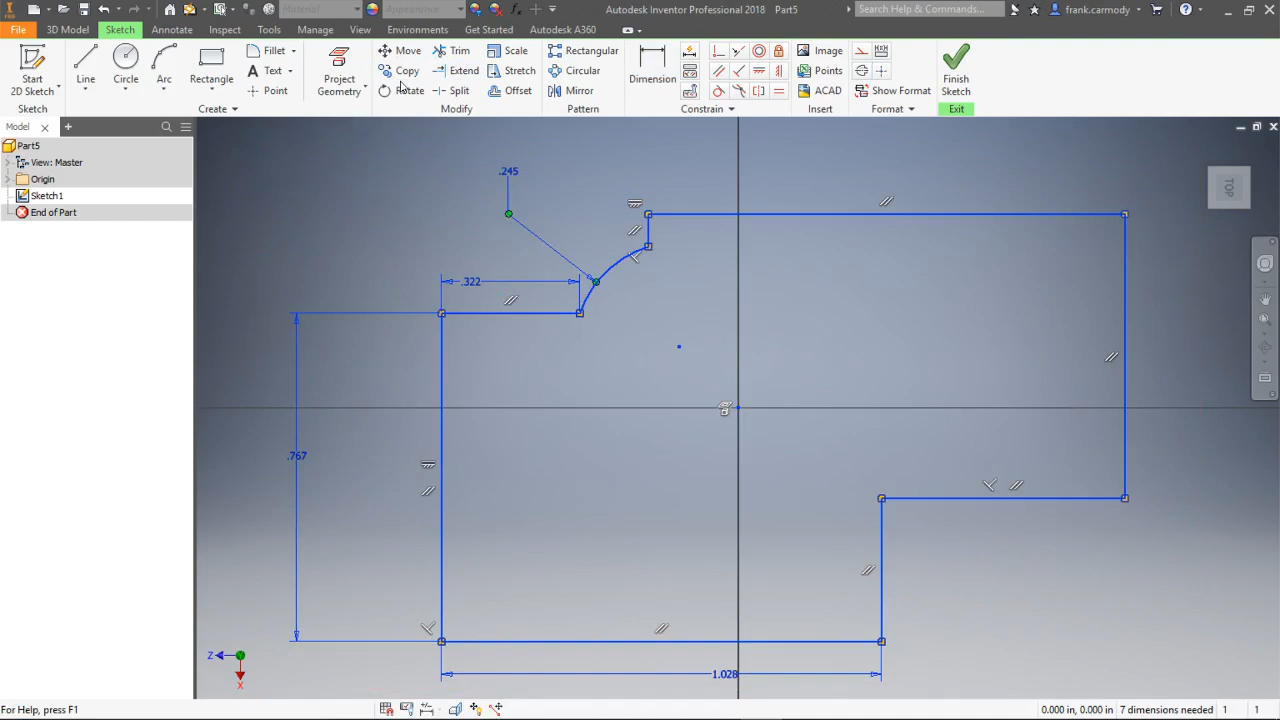 Material
Appearance
Autodesk Inventor Professional 2018 Part5
Search Help & Commands...
frank.carmody
PRO
File
3D Model
Sketch
Annotate
Inspect
Tools
Manage
View
Environments
Get Started
Autodesk A360
Start
2D Sketch
Line
Circle
Arc
Rectangle
Fillet
Text
Point
Project
Geometry
Move
Copy
Rotate
Trim
Extend
Split
Scale
Stretch
Offset
Rectangular
Circular
Mirror
Dimension
Image
Points
ACAD
Show Format
Finish
Sketch
Sketch
Create
Modify
Pattern
Constrain
Insert
Format
Exit
Model
Part5
View: Master
Origin
Sketch1
End of Part
.245
.322
.767
1.028
TOP
Z
X
For Help, press F1
0.000 in, 0.000 in
7 dimensions needed
1
1